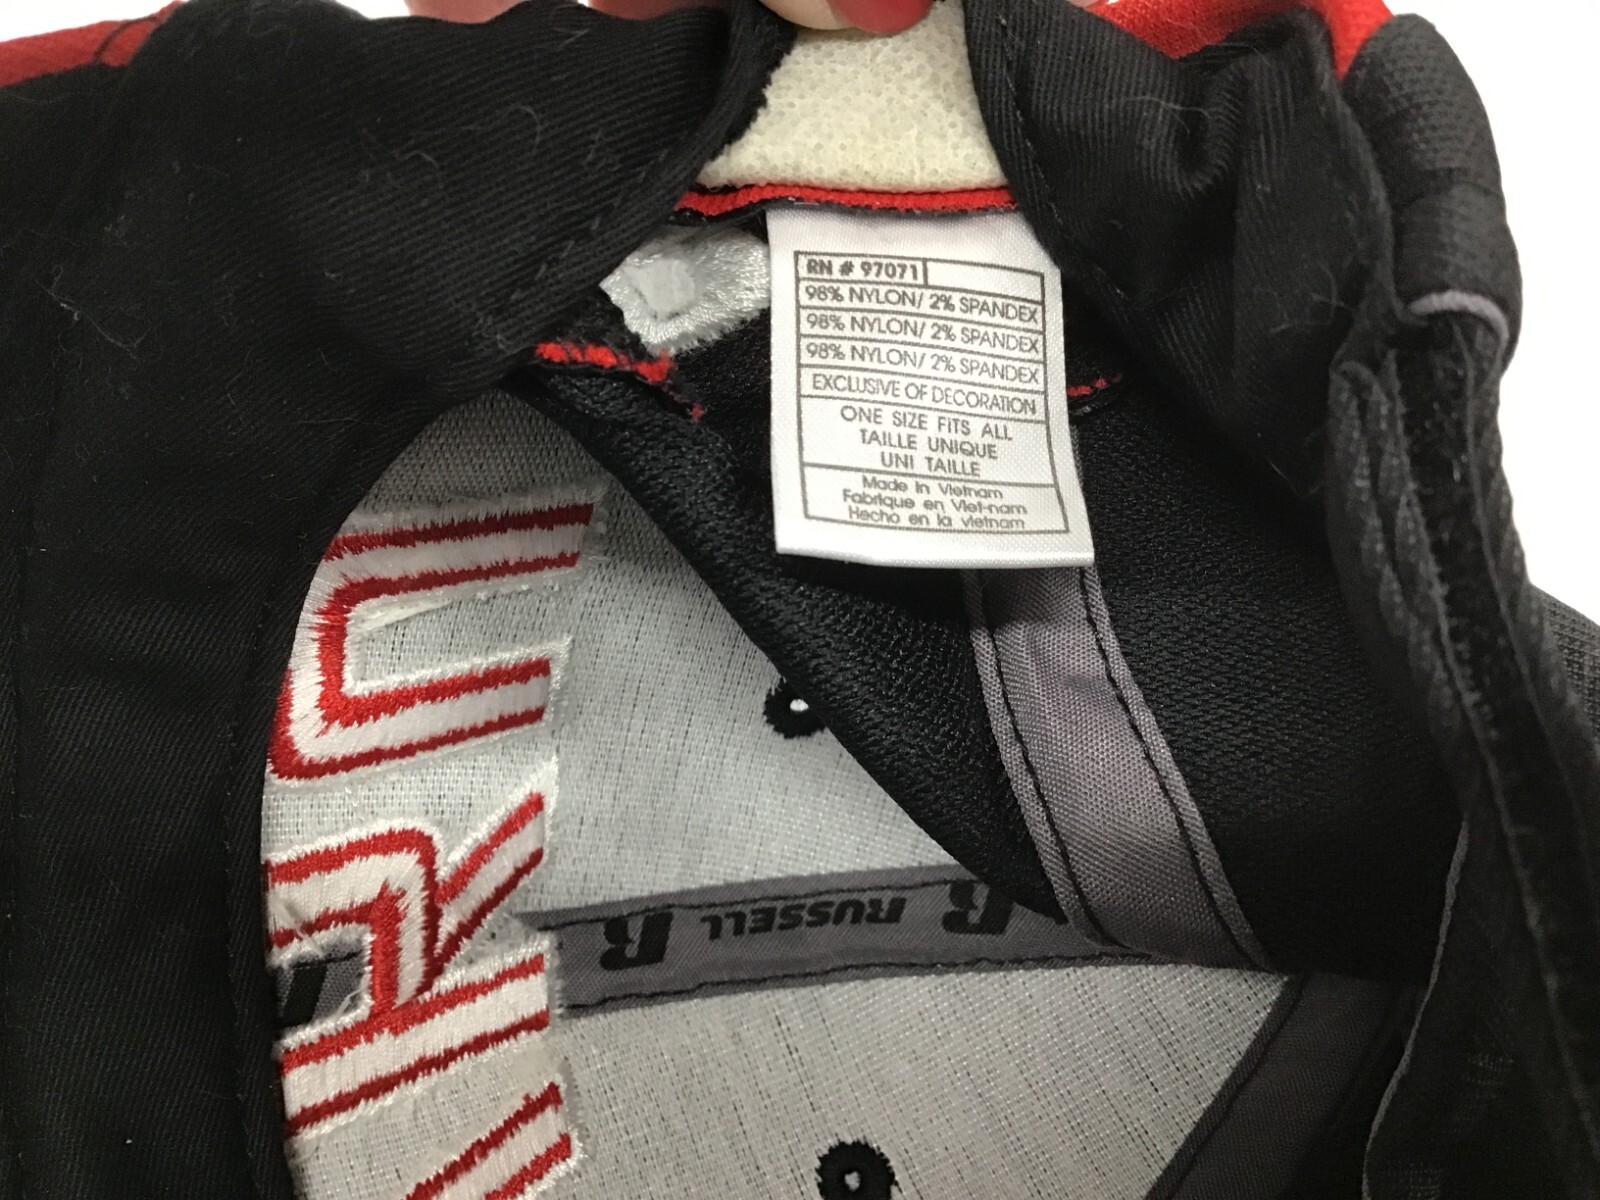 RN # 97071
98% NYLON/ 2% SPANDEX
98% NYLON/ 2% SPANDEX
98% NYLON/ 2% SPANDEX
EXCLUSIVE OF DECORATION
ONE SIZE FITS ALL
TAILLE UNIQUE
UNI TAILLE
Made in Vietnam
Fabrique en Viet-nam
Hecho en la vietnam
R RUSSELL R